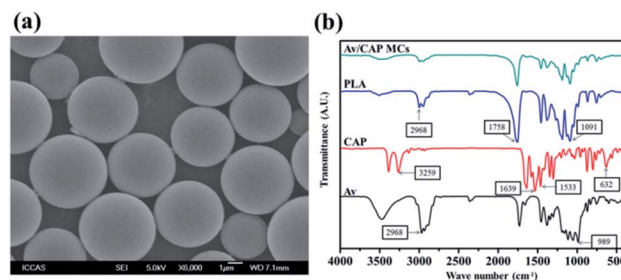 (a)
ICCAS SEI 5.0kV X6,000 1μm WD 7.1mm
(b)
Transmittance (A.U.)
Av/CAP MCs
PLA
2968
1758
1091
CAP
3259
1639
1533
632
Av
2968
989
4000 3500 3000 2500 2000 1500 1000 500
Wave number (cm⁻¹)